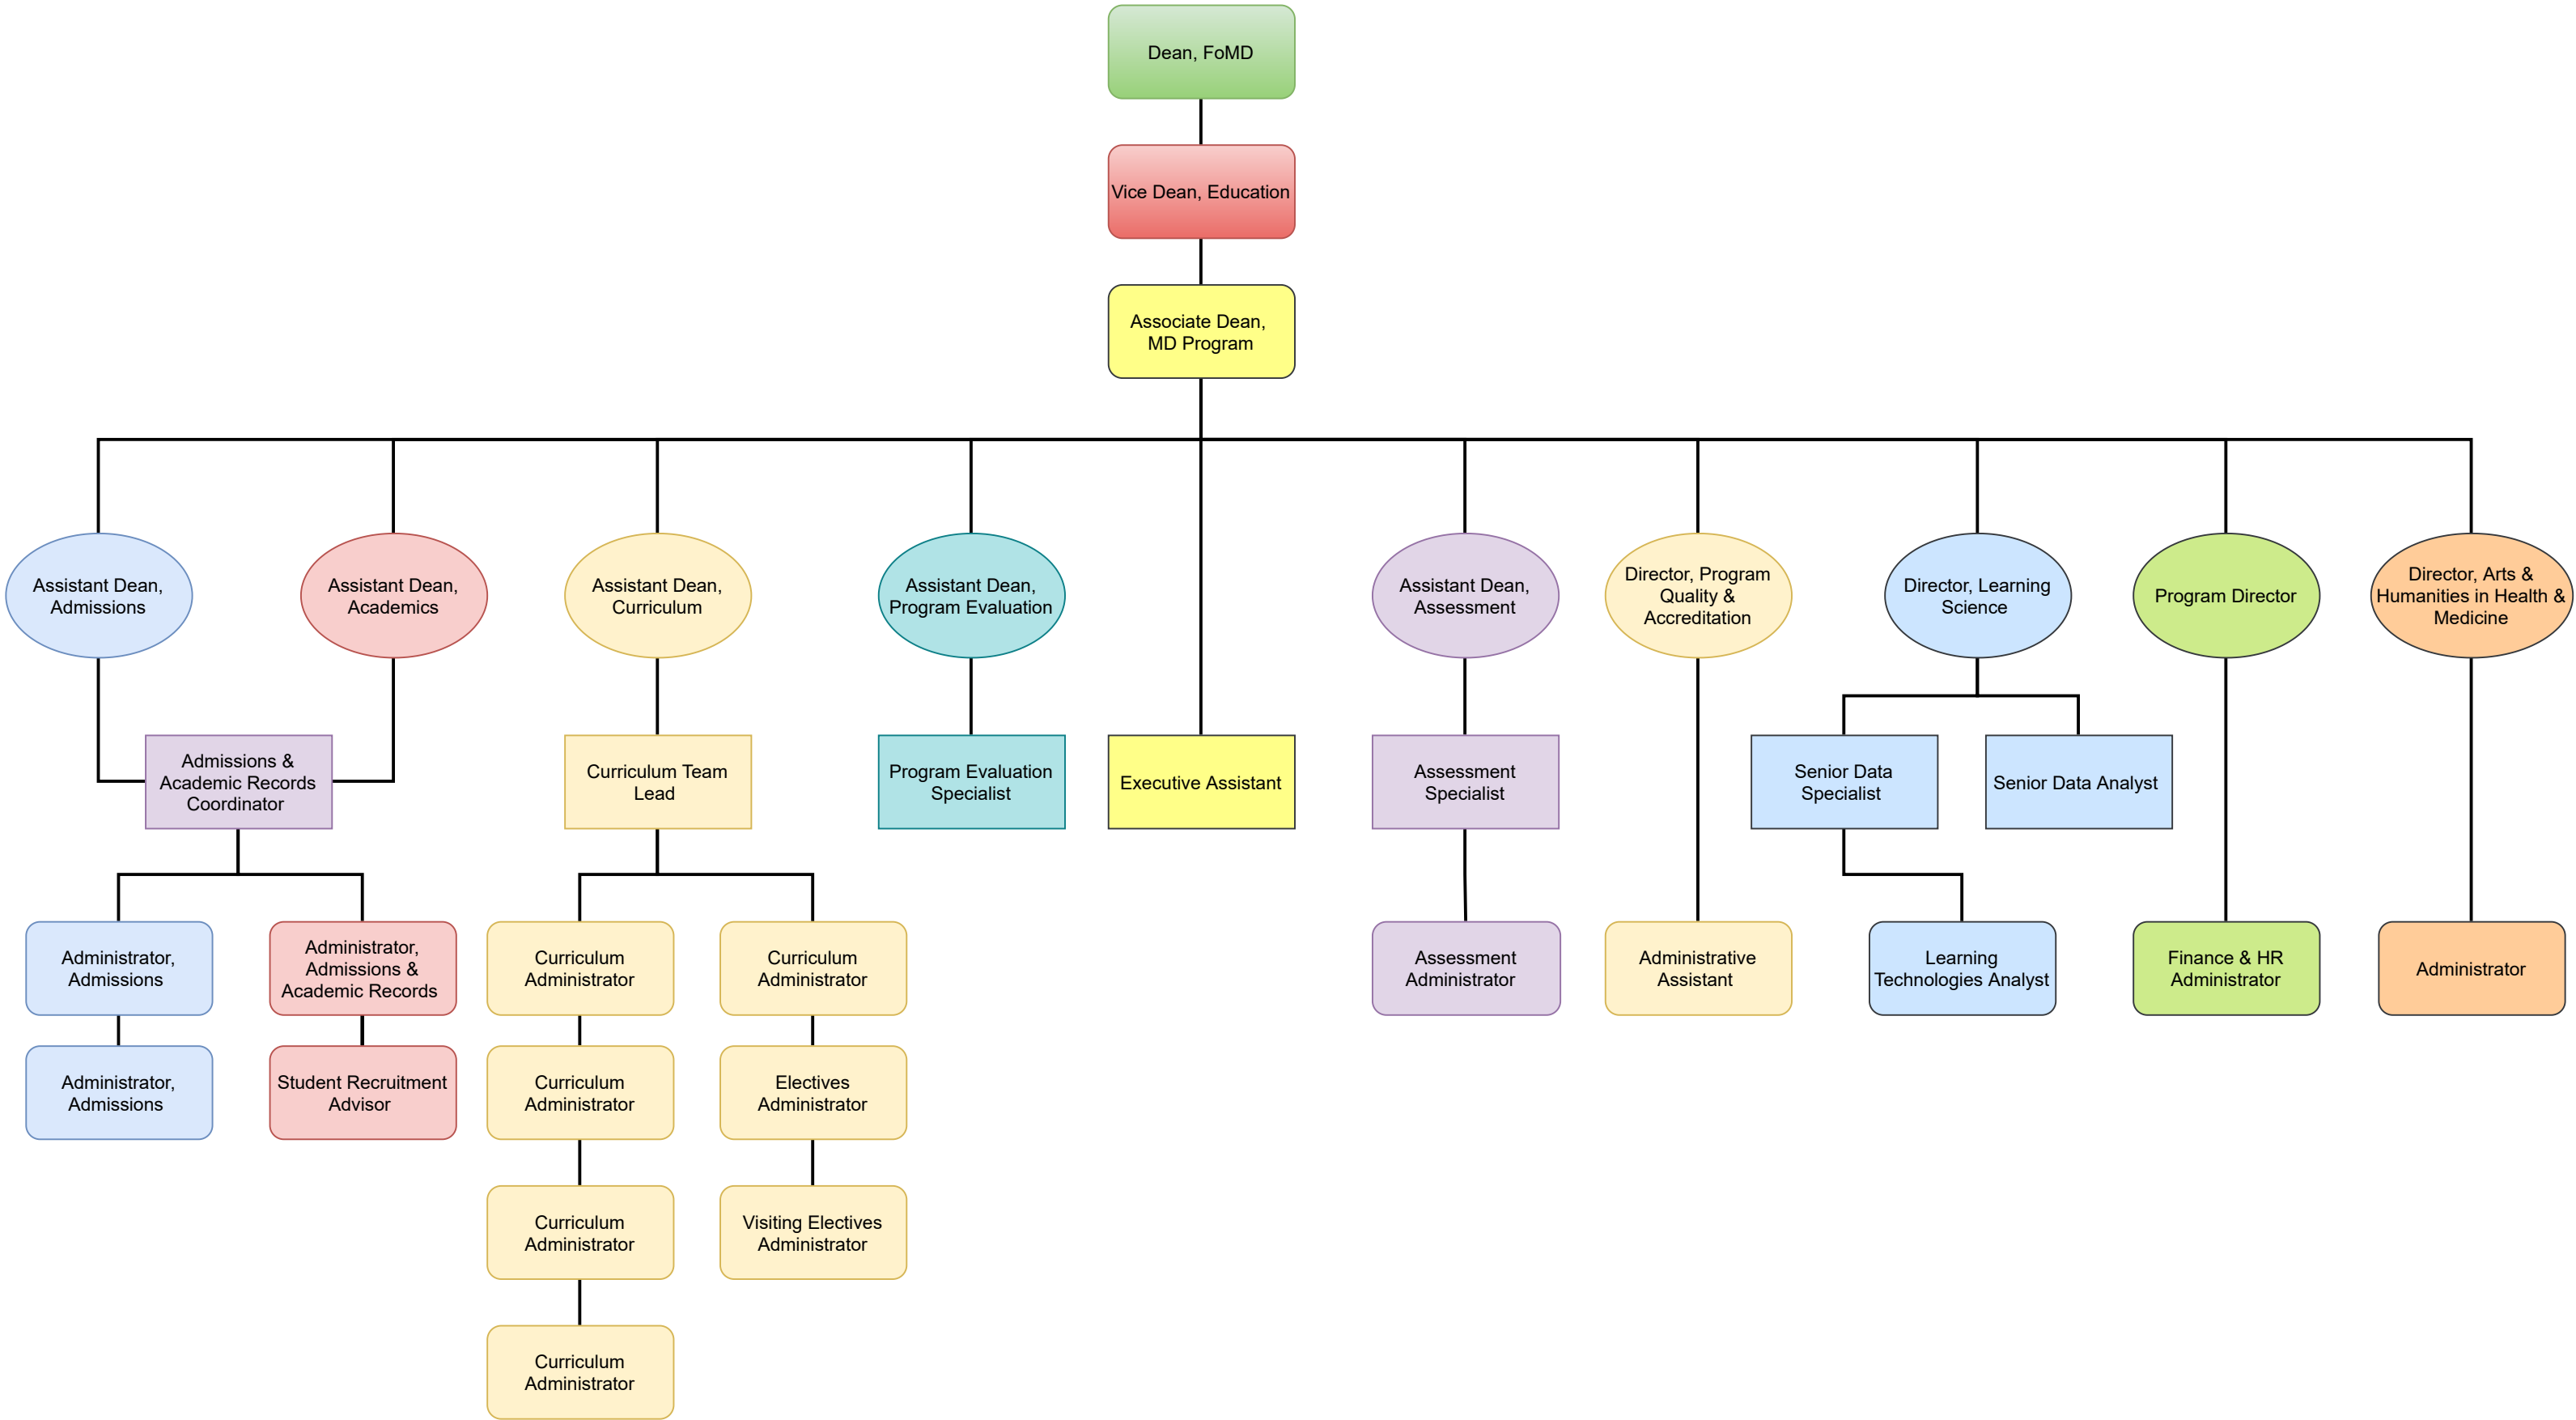 Dean, FoMD
Vice Dean, Education
Associate Dean,
MD Program
Assistant Dean,
Admissions
Assistant Dean,
Academics
Assistant Dean,
Curriculum
Assistant Dean,
Program Evaluation
Assistant Dean,
Assessment
Director, Program
Quality &
Accreditation
Director, Learning
Science
Program Director
Director, Arts &
Humanities in Health &
Medicine
Admissions &
Academic Records
Coordinator
Curriculum Team
Lead
Program Evaluation
Specialist
Executive Assistant
Assessment
Specialist
Senior Data
Specialist
Senior Data Analyst
Administrator,
Admissions
Administrator,
Admissions &
Academic Records
Curriculum
Administrator
Curriculum
Administrator
Assessment
Administrator
Administrative
Assistant
Learning
Technologies Analyst
Finance & HR
Administrator
Administrator
Administrator,
Admissions
Student Recruitment
Advisor
Curriculum
Administrator
Electives
Administrator
Curriculum
Administrator
Visiting Electives
Administrator
Curriculum
Administrator